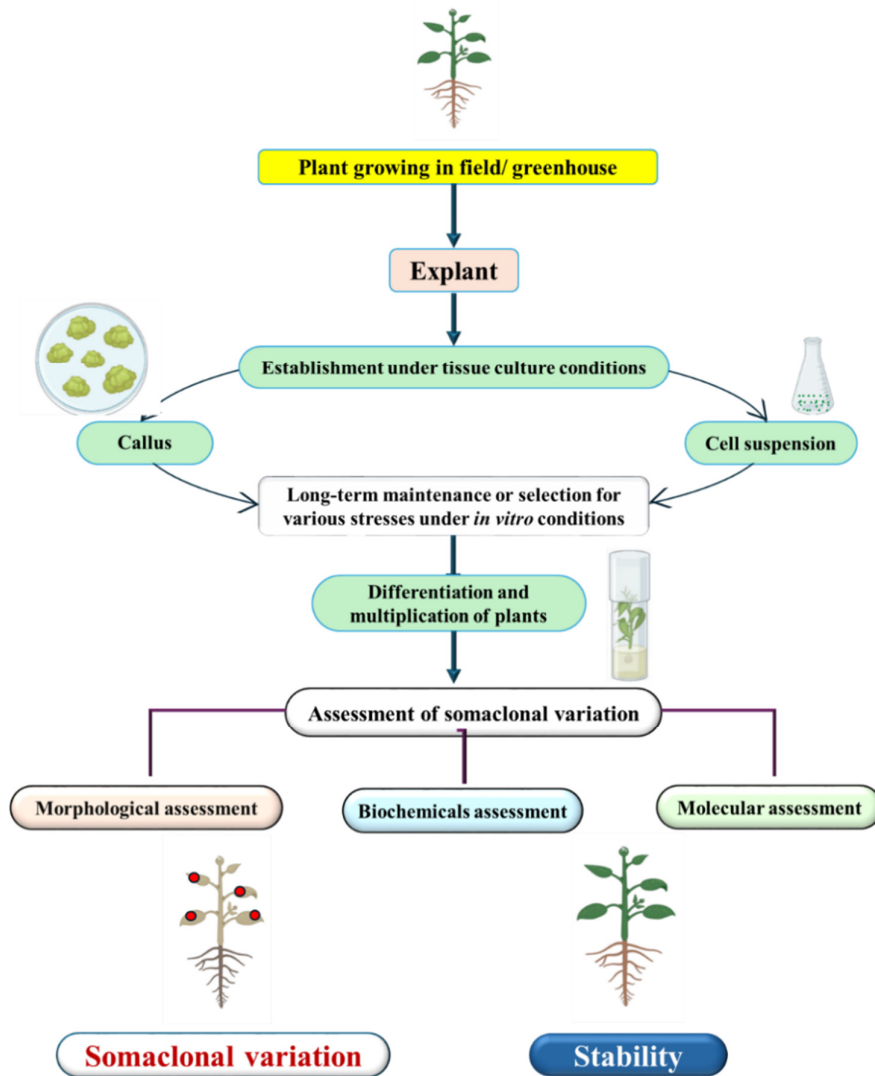 Plant growing in field/ greenhouse
Explant
Establishment under tissue culture conditions
Callus
Cell suspension
Long-term maintenance or selection for
various stresses under in vitro conditions
Differentiation and
multiplication of plants
Assessment of somaclonal variation
Morphological assessment
Biochemicals assessment
Molecular assessment
Somaclonal variation
Stability